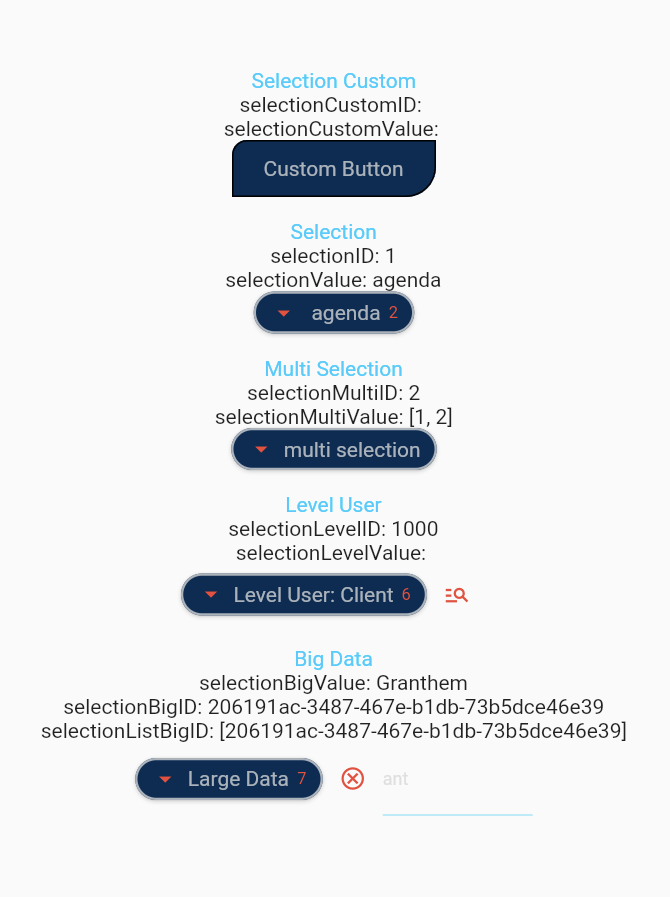 Selection Custom
selectionCustomID:
selectionCustomValue:
Custom Button
Selection
selectionID: 1
selectionValue: agenda
agenda 2
Multi Selection
selectionMultiID: 2
selectionMultiValue: [1, 2]
multi selection
Level User
selectionLevelID: 1000
selectionLevelValue:
Level User: Client 6
Big Data
selectionBigValue: Granthem
selectionBigID: 206191ac-3487-467e-b1db-73b5dce46e39
selectionListBigID: [206191ac-3487-467e-b1db-73b5dce46e39]
Large Data 7 ant